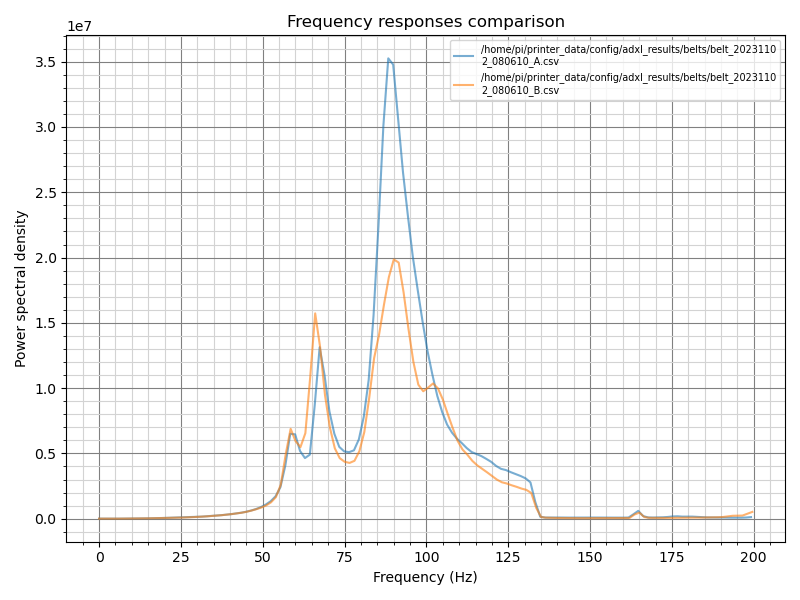 Frequency responses comparison
1e7
/home/pi/printer_data/config/adxl_results/belts/belt_2023110
2_080610_A.csv
/home/pi/printer_data/config/adxl_results/belts/belt_2023110
2_080610_B.csv
3.5
3.0
2.5
2.0
1.5
1.0
0.5
0.0
Power spectral density
0 25 50 75 100 125 150 175 200
Frequency (Hz)